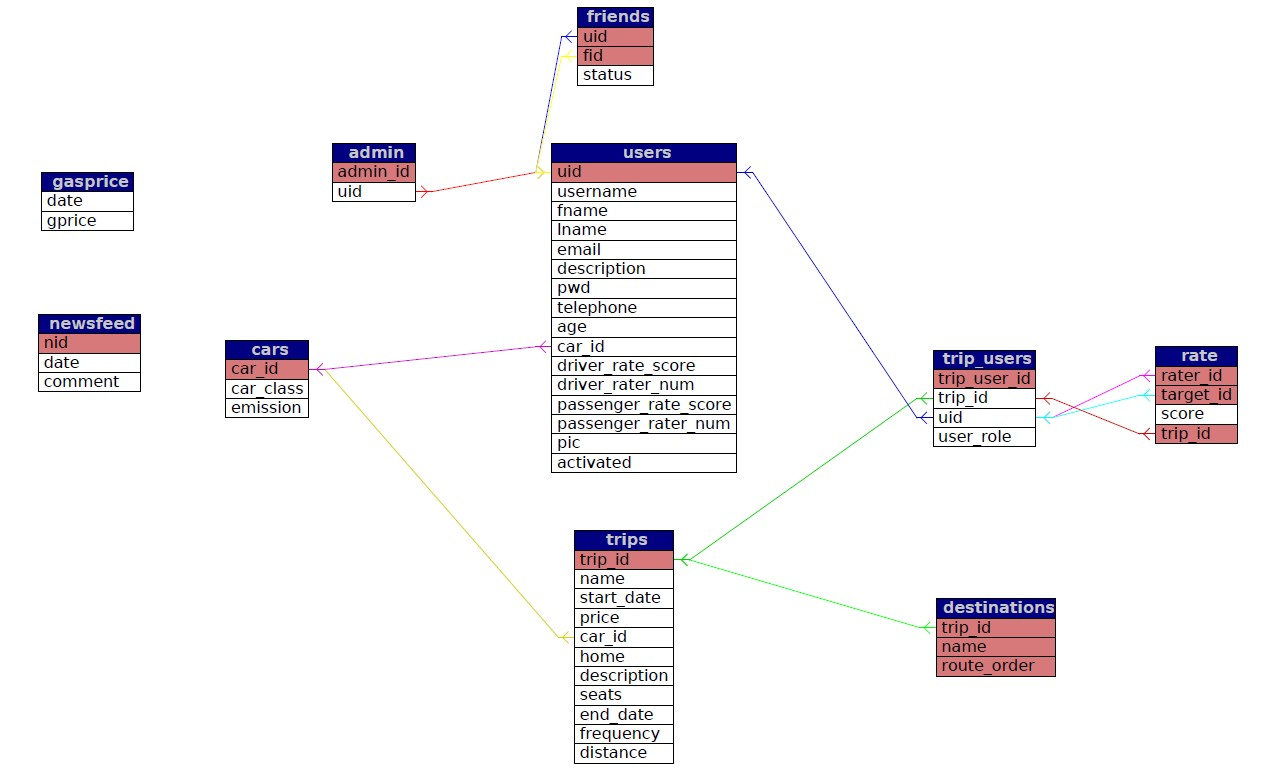 friends
uid
fid
status
admin
admin_id
uid
users
uid
username
fname
lname
email
description
pwd
telephone
age
car_id
driver_rate_score
driver_rater_num
passenger_rate_score
passenger_rater_num
pic
activated
gasprice
date
gprice
newsfeed
nid
date
comment
cars
car_id
car_class
emission
trip_users
trip_user_id
trip_id
uid
user_role
rate
rater_id
target_id
score
trip_id
trips
trip_id
name
start_date
price
car_id
home
description
seats
end_date
frequency
distance
destinations
trip_id
name
route_order